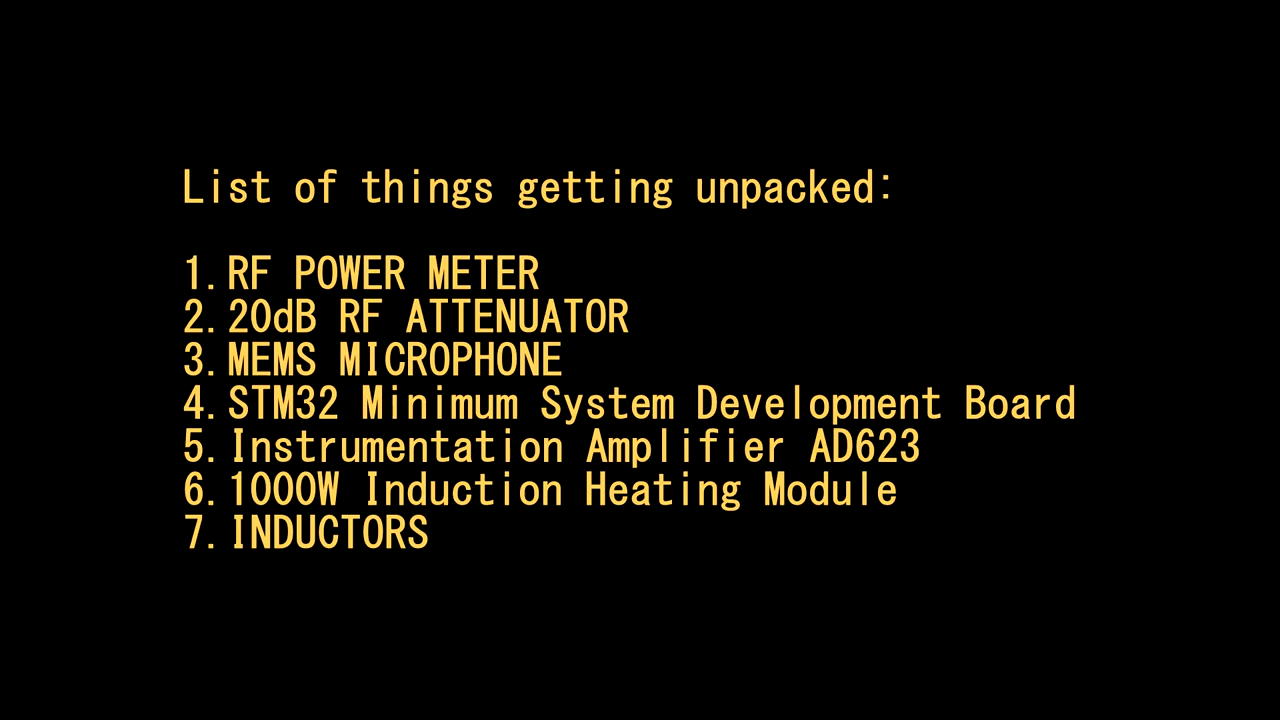 List of things getting unpacked:
1. RF POWER METER
2. 20dB RF ATTENUATOR
3. MEMS MICROPHONE
4. STM32 Minimum System Development Board
5. Instrumentation Amplifier AD623
6. 1000W Induction Heating Module
7. INDUCTORS